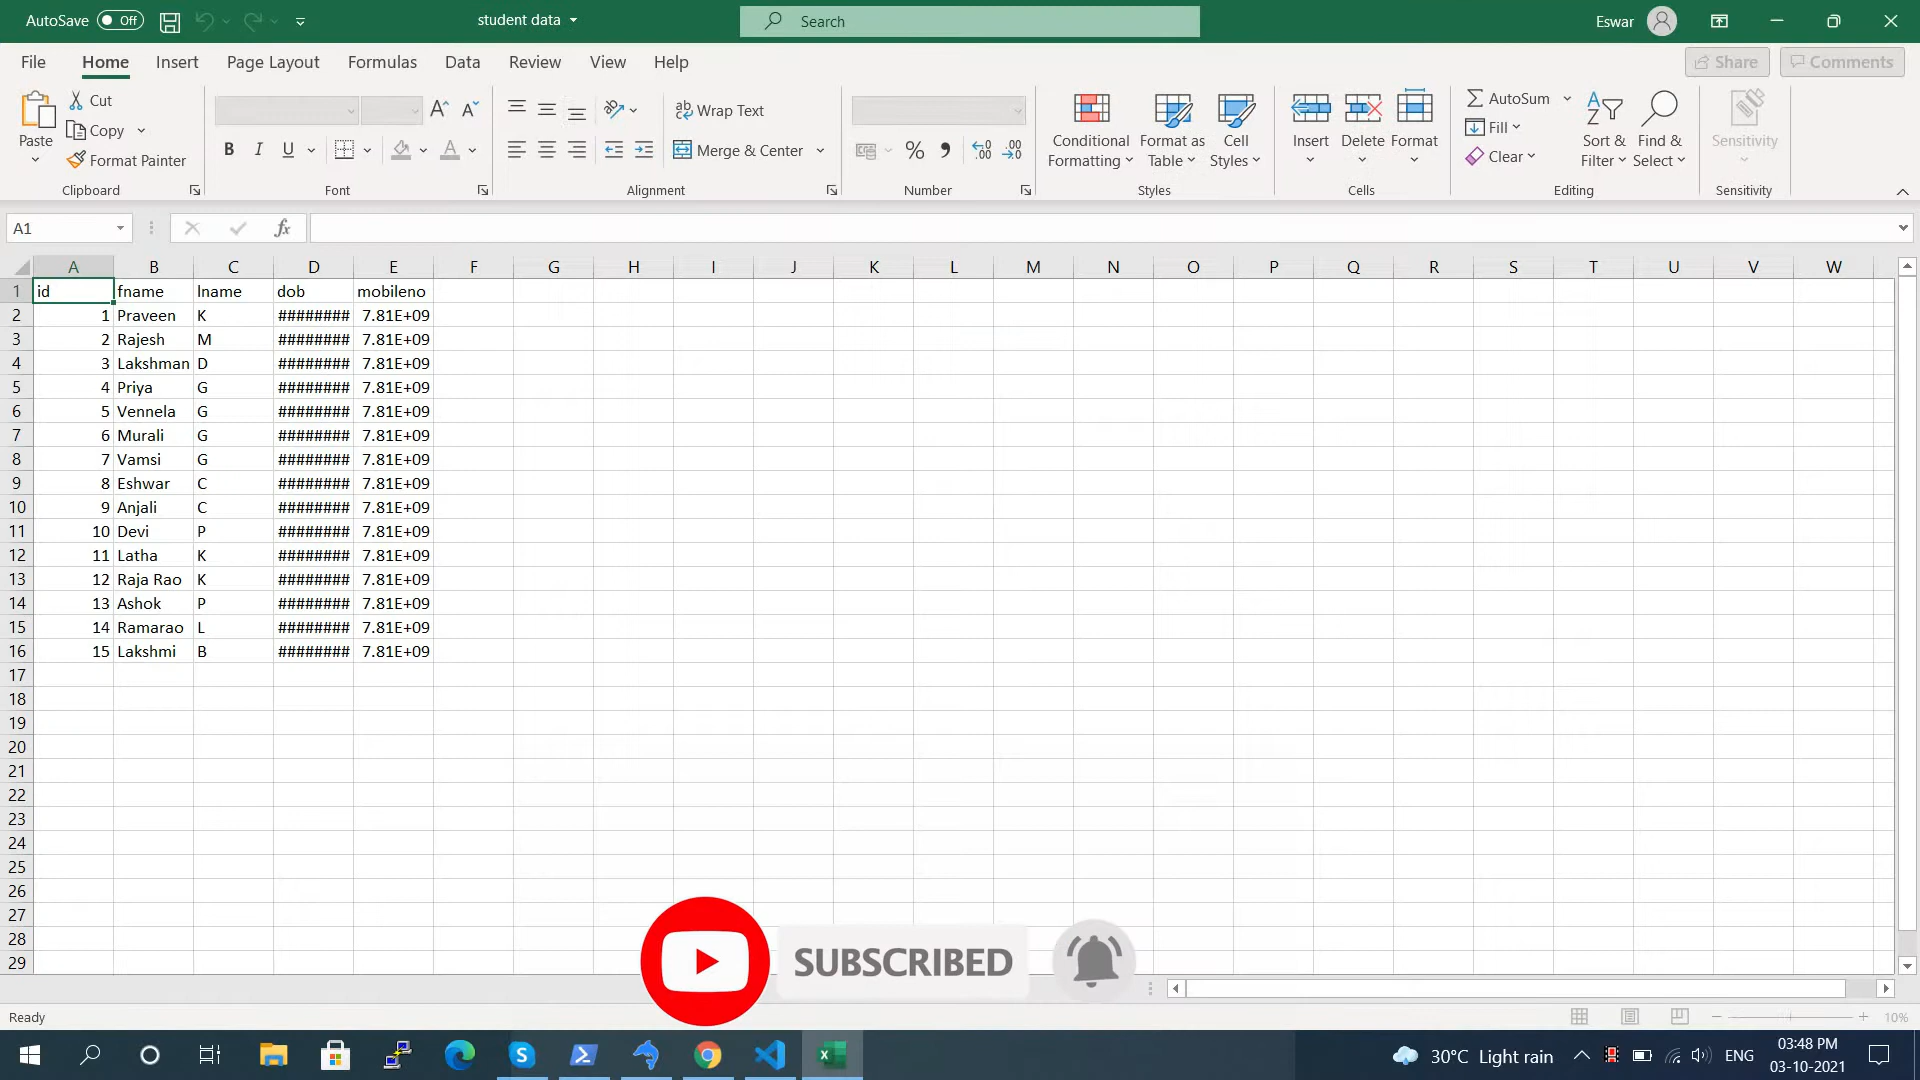 AutoSave Off student data Search Eswar
File Home Insert Page Layout Formulas Data Review View Help Share Comments
Paste Cut Copy Format Painter Clipboard
B I U Font
Wrap Text Merge & Center Alignment
% Number
Conditional Formatting Format as Table Cell Styles Styles
Insert Delete Format Cells
AutoSum Fill Clear Sort & Filter Find & Select Editing
Sensitivity Sensitivity
A1 fx
A B C D E F G H I J K L M N O P Q R S T U V W
1 id fname lname dob mobileno
2 1 Praveen K ######## 7.81E+09
3 2 Rajesh M ######## 7.81E+09
4 3 Lakshman D ######## 7.81E+09
5 4 Priya G ######## 7.81E+09
6 5 Vennela G ######## 7.81E+09
7 6 Murali G ######## 7.81E+09
8 7 Vamsi G ######## 7.81E+09
9 8 Eshwar C ######## 7.81E+09
10 9 Anjali C ######## 7.81E+09
11 10 Devi P ######## 7.81E+09
12 11 Latha K ######## 7.81E+09
13 12 Raja Rao K ######## 7.81E+09
14 13 Ashok P ######## 7.81E+09
15 14 Ramarao L ######## 7.81E+09
16 15 Lakshmi B ######## 7.81E+09
17
18
19
20
21
22
23
24
25
26
27
28
29
SUBSCRIBED
Ready 10%
30°C Light rain ENG 03:48 PM
03-10-2021